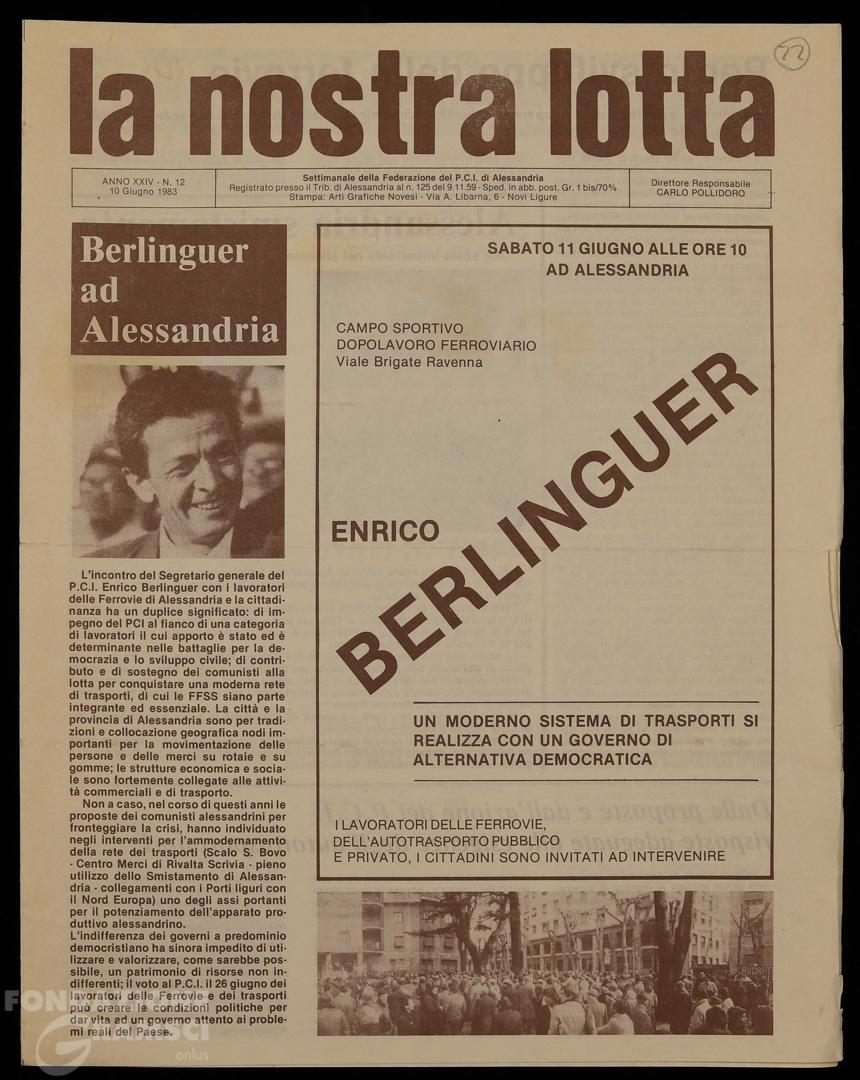 la nostra lotta
22
ANNO XXIV - N. 12
10 Giugno 1983
Settimanale della Federazione del P.C.I. di Alessandria
Registrato presso il Trib. di Alessandria al n. 125 del 9.11.59 - Sped. in abb. post. Gr. 1 bis/70%
Stampa: Arti Grafiche Novesi - Via A. Libarna, 6 - Novi Ligure
Direttore Responsabile
CARLO POLLIDORO
Berlinguer
ad
Alessandria
L'incontro del Segretario generale del
P.C.I. Enrico Berlinguer con i lavoratori
delle Ferrovie di Alessandria e la cittadi-
nanza ha un duplice significato: di im-
pegno del PCI al fianco di una categoria
di lavoratori il cui apporto è stato ed è
determinante nelle battaglie per la de-
mocrazia e lo sviluppo civile; di contri-
buto e di sostegno dei comunisti alla
lotta per conquistare una moderna rete
di trasporti, di cui le FFSS siano parte
integrante ed essenziale. La città e la
provincia di Alessandria sono per tradi-
zioni e collocazione geografica nodi im-
portanti per la movimentazione delle
persone e delle merci su rotaie e su
gomme; le strutture economica e socia-
le sono fortemente collegate alle attivi-
tà commerciali e di trasporto.
Non a caso, nel corso di questi anni le
proposte dei comunisti alessandrini per
fronteggiare la crisi, hanno individuato
negli interventi per l'ammodernamento
della rete dei trasporti (Scalo S. Bovo
- Centro Merci di Rivalta Scrivia - pieno
utilizzo dello Smistamento di Alessan-
dria - collegamenti con i Porti liguri con
il Nord Europa) uno degli assi portanti
per il potenziamento dell'apparato pro-
duttivo alessandrino.
L'indifferenza dei governi a predominio
democristiano ha sinora impedito di uti-
lizzare e valorizzare, come sarebbe pos-
sibile, un patrimonio di risorse non in-
differenti; il voto al P.C.I. il 26 giugno dei
lavoratori delle Ferrovie e dei trasporti
può creare le condizioni politiche per
dar vita ad un governo attento ai proble-
mi reali del Paese.
SABATO 11 GIUGNO ALLE ORE 10
AD ALESSANDRIA
CAMPO SPORTIVO
DOPOLAVORO FERROVIARIO
Viale Brigate Ravenna
ENRICO
BERLINGUER
UN MODERNO SISTEMA DI TRASPORTI SI
REALIZZA CON UN GOVERNO DI
ALTERNATIVA DEMOCRATICA
I LAVORATORI DELLE FERROVIE,
DELL'AUTOTRASPORTO PUBBLICO
E PRIVATO, I CITTADINI SONO INVITATI AD INTERVENIRE
GRAMSCI
onlus